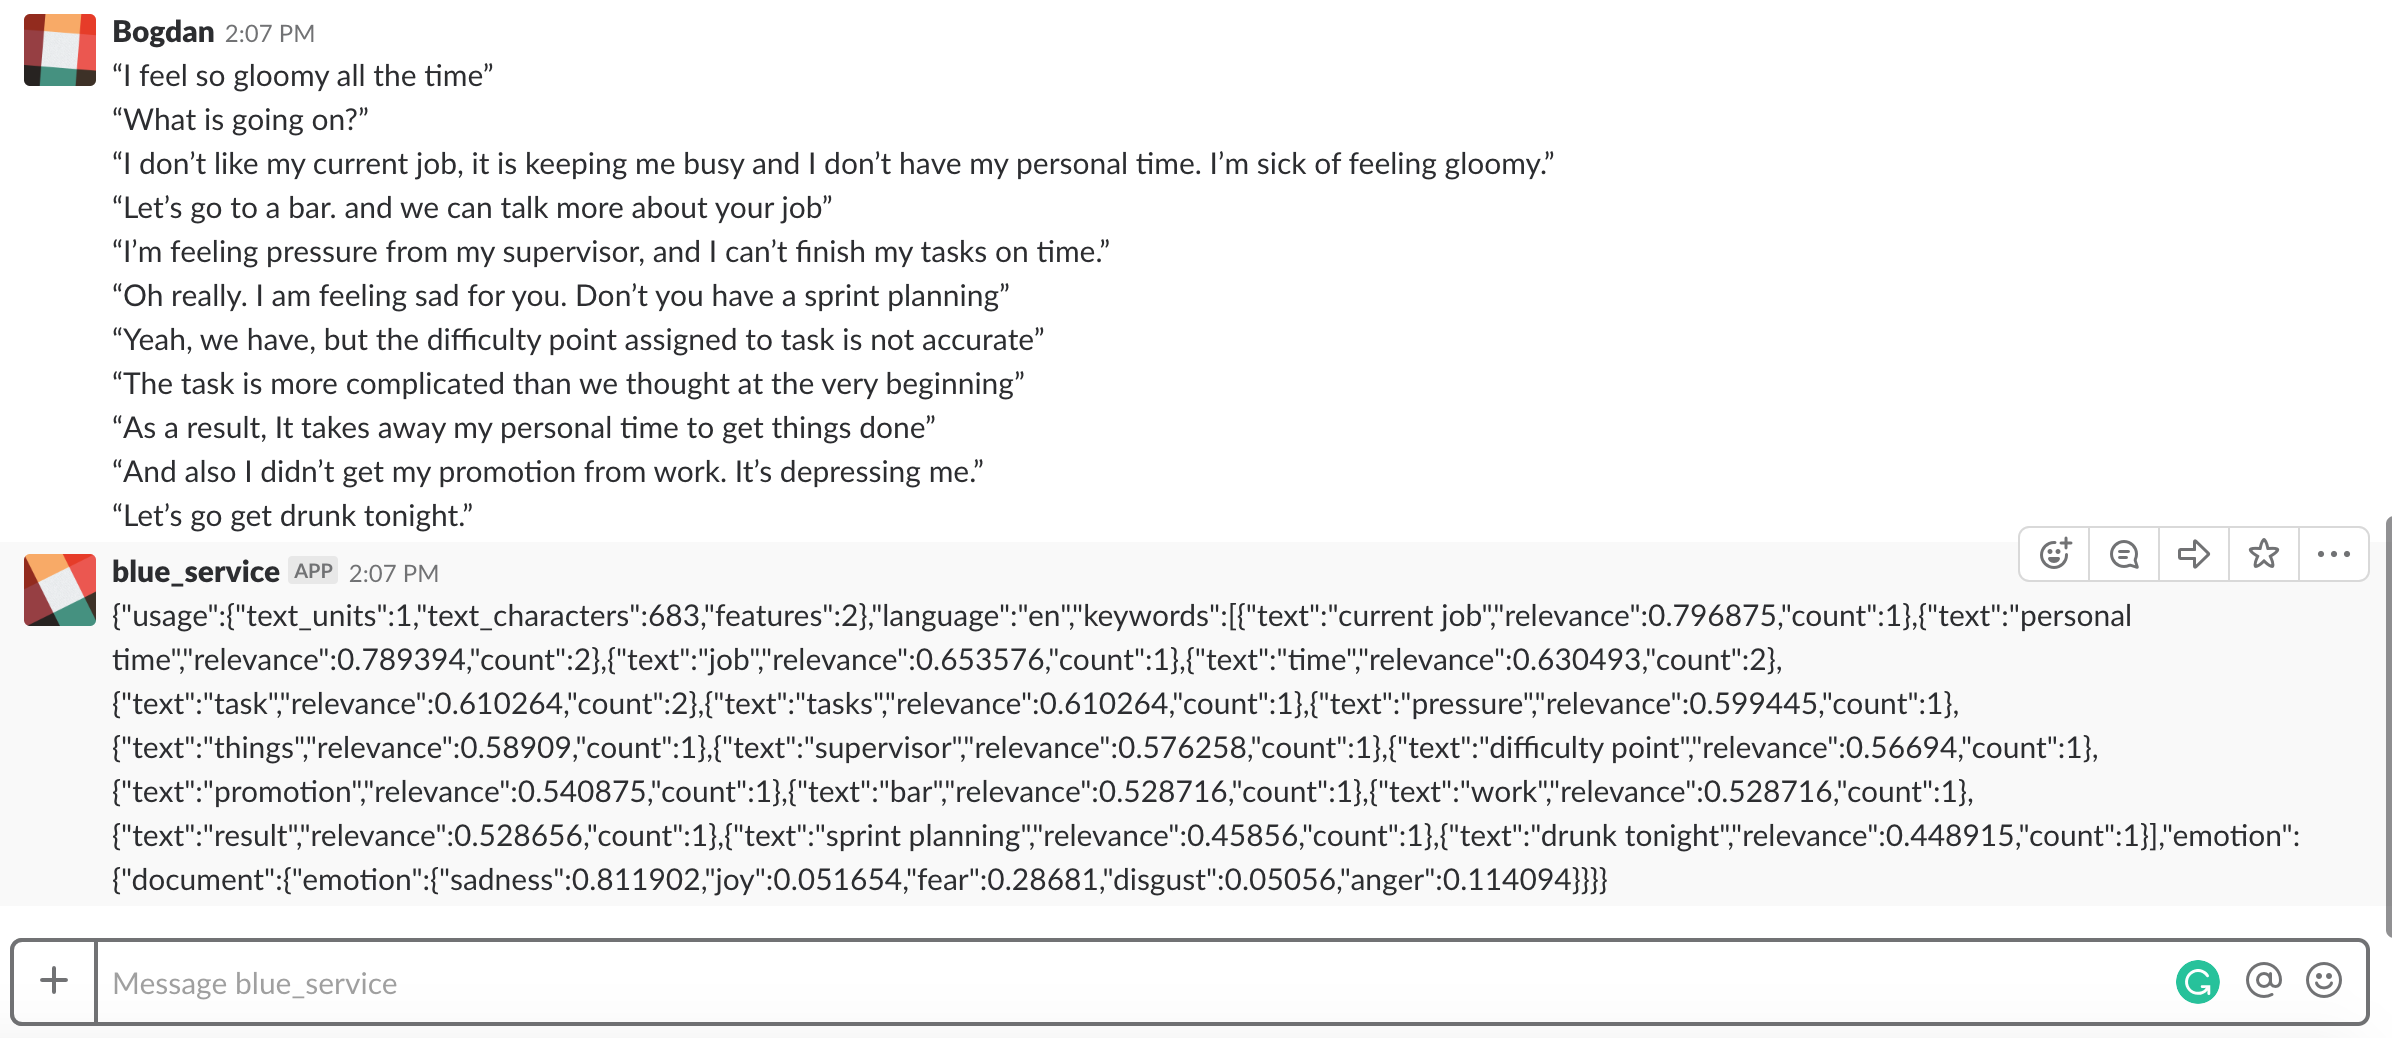 Bogdan 2:07 PM
“I feel so gloomy all the time”
“What is going on?”
“I don’t like my current job, it is keeping me busy and I don’t have my personal time. I’m sick of feeling gloomy.”
“Let’s go to a bar. and we can talk more about your job”
“I’m feeling pressure from my supervisor, and I can’t finish my tasks on time.”
“Oh really. I am feeling sad for you. Don’t you have a sprint planning”
“Yeah, we have, but the difficulty point assigned to task is not accurate”
“The task is more complicated than we thought at the very beginning”
“As a result, It takes away my personal time to get things done”
“And also I didn’t get my promotion from work. It’s depressing me.”
“Let’s go get drunk tonight.”
blue_service APP 2:07 PM
{"usage":{"text_units":1,"text_characters":683,"features":2},"language":"en","keywords":[{"text":"current job","relevance":0.796875,"count":1},{"text":"personal
time","relevance":0.789394,"count":2},{"text":"job","relevance":0.653576,"count":1},{"text":"time","relevance":0.630493,"count":2},
{"text":"task","relevance":0.610264,"count":2},{"text":"tasks","relevance":0.610264,"count":1},{"text":"pressure","relevance":0.599445,"count":1},
{"text":"things","relevance":0.58909,"count":1},{"text":"supervisor","relevance":0.576258,"count":1},{"text":"difficulty point","relevance":0.56694,"count":1},
{"text":"promotion","relevance":0.540875,"count":1},{"text":"bar","relevance":0.528716,"count":1},{"text":"work","relevance":0.528716,"count":1},
{"text":"result","relevance":0.528656,"count":1},{"text":"sprint planning","relevance":0.45856,"count":1},{"text":"drunk tonight","relevance":0.448915,"count":1}],"emotion":
{"document":{"emotion":{"sadness":0.811902,"joy":0.051654,"fear":0.28681,"disgust":0.05056,"anger":0.114094}}}}
Message blue_service